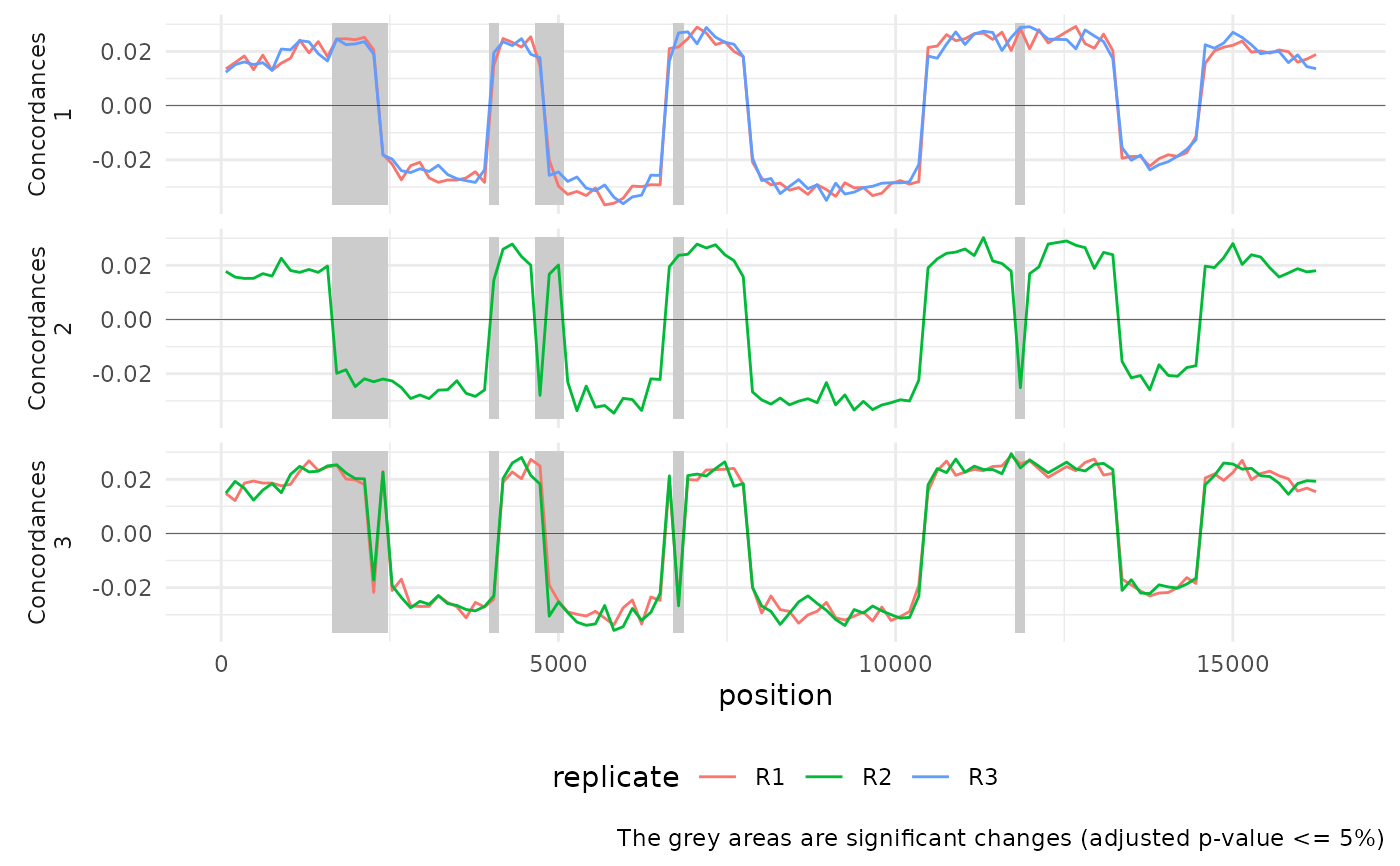 Concordances
1
0.02
0.00
-0.02
Concordances
2
0.02
0.00
-0.02
Concordances
3
0.02
0.00
-0.02
0 5000 10000 15000
position
replicate R1 R2 R3
The grey areas are significant changes (adjusted p-value <= 5%)